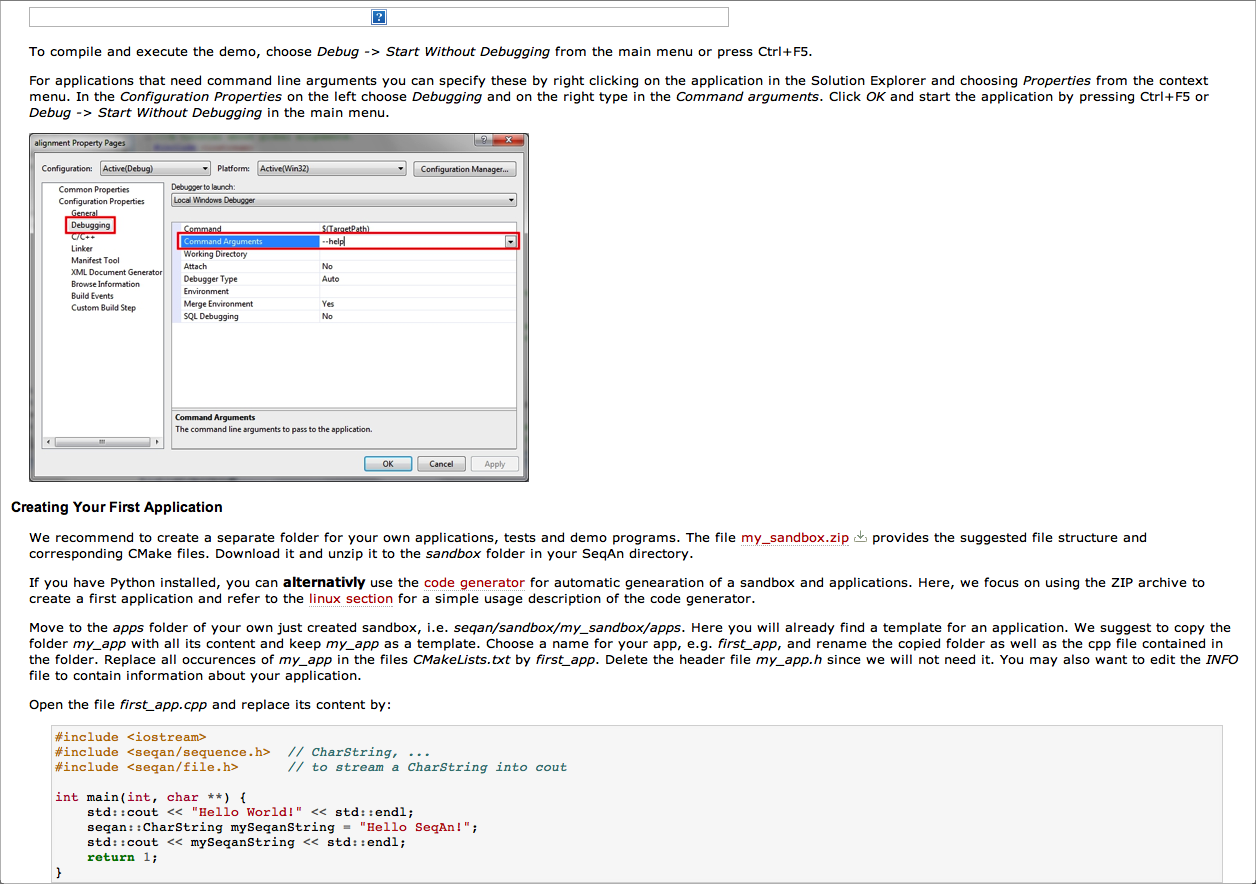 ?
To compile and execute the demo, choose Debug -> Start Without Debugging from the main menu or press Ctrl+F5.
For applications that need command line arguments you can specify these by right clicking on the application in the Solution Explorer and choosing Properties from the context
menu. In the Configuration Properties on the left choose Debugging and on the right type in the Command arguments. Click OK and start the application by pressing Ctrl+F5 or
Debug -> Start Without Debugging in the main menu.
alignment Property Pages
Configuration: Active(Debug) Platform: Active(Win32) Configuration Manager...
Common Properties
Configuration Properties
General
Debugging
C/C++
Linker
Manifest Tool
XML Document Generator
Browse Information
Build Events
Custom Build Step
Debugger to launch:
Local Windows Debugger
Command $(TargetPath)
Command Arguments --help
Working Directory
Attach No
Debugger Type Auto
Environment
Merge Environment Yes
SQL Debugging No
Command Arguments
The command line arguments to pass to the application.
OK Cancel Apply
Creating Your First Application
We recommend to create a separate folder for your own applications, tests and demo programs. The file my_sandbox.zip provides the suggested file structure and
corresponding CMake files. Download it and unzip it to the sandbox folder in your SeqAn directory.
If you have Python installed, you can alternativly use the code generator for automatic genearation of a sandbox and applications. Here, we focus on using the ZIP archive to
create a first application and refer to the linux section for a simple usage description of the code generator.
Move to the apps folder of your own just created sandbox, i.e. seqan/sandbox/my_sandbox/apps. Here you will already find a template for an application. We suggest to copy the
folder my_app with all its content and keep my_app as a template. Choose a name for your app, e.g. first_app, and rename the copied folder as well as the cpp file contained in
the folder. Replace all occurences of my_app in the files CMakeLists.txt by first_app. Delete the header file my_app.h since we will not need it. You may also want to edit the INFO
file to contain information about your application.
Open the file first_app.cpp and replace its content by:
#include <iostream>
#include <seqan/sequence.h>  // CharString, ...
#include <seqan/file.h>      // to stream a CharString into cout
int main(int, char **) {
    std::cout << "Hello World!" << std::endl;
    seqan::CharString mySeqanString = "Hello SeqAn!";
    std::cout << mySeqanString << std::endl;
    return 1;
}